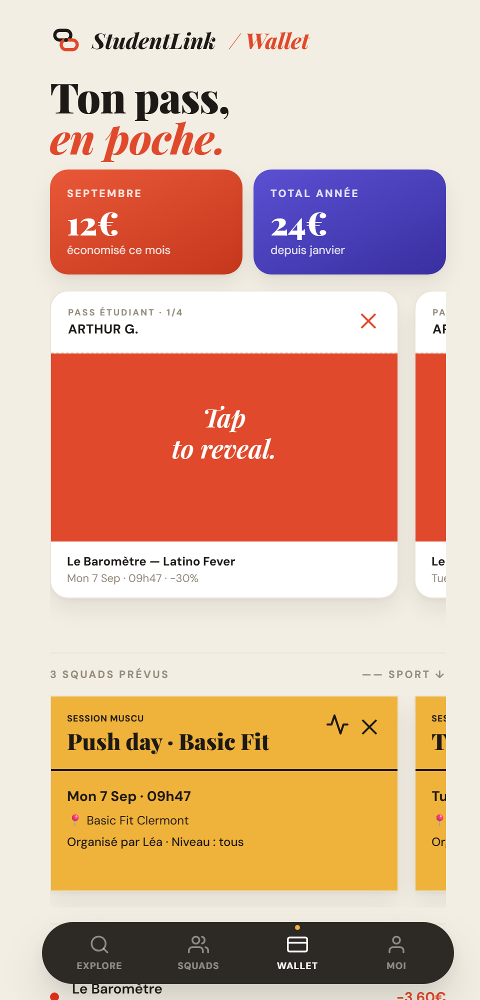 StudentLink / Wallet
Ton pass,
en poche.
SEPTEMBRE
12€
économisé ce mois
TOTAL ANNÉE
24€
depuis janvier
PASS ÉTUDIANT · 1/4
ARTHUR G.
Tap
to reveal.
Le Baromètre — Latino Fever
Mon 7 Sep · 09h47 · -30%
PA
Le
Tue
3 SQUADS PRÉVUS
—— SPORT ↓
SESSION MUSCU
Push day · Basic Fit
Mon 7 Sep · 09h47
📍 Basic Fit Clermont
Organisé par Léa · Niveau : tous
SES
T
Tu
Or
EXPLORE
SQUADS
WALLET
MOI
Le Baromètre
-3,60€